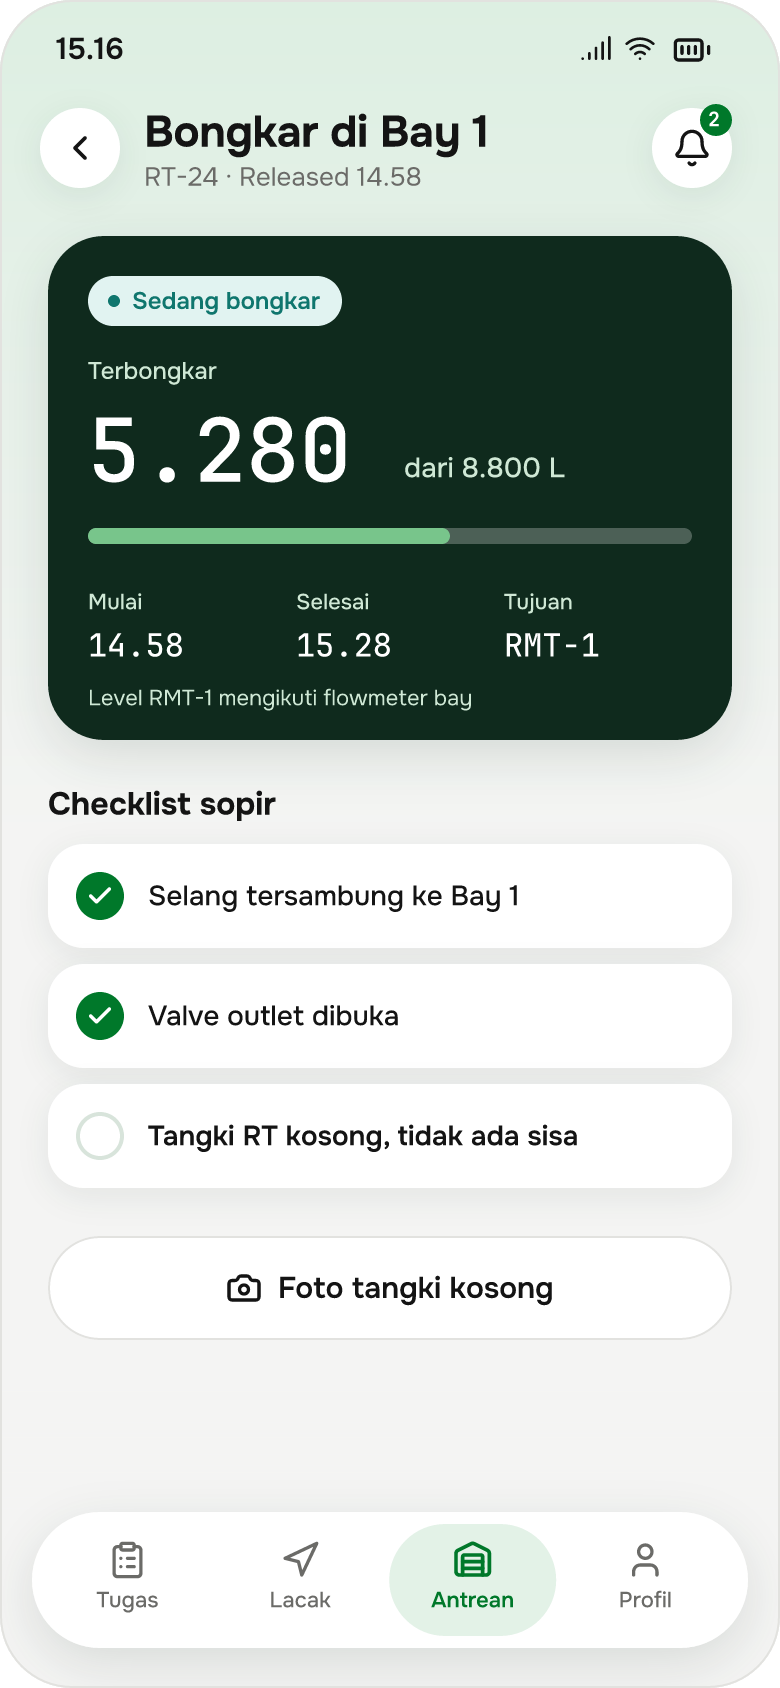 15.16
Bongkar di Bay 1
2
RT-24 · Released 14.58
Sedang bongkar
Terbongkar
5.280 dari 8.800 L
Mulai Selesai Tujuan
14.58 15.28 RMT-1
Level RMT-1 mengikuti flowmeter bay
Checklist sopir
Selang tersambung ke Bay 1
Valve outlet dibuka
Tangki RT kosong, tidak ada sisa
Foto tangki kosong
Tugas Lacak Antrean Profil